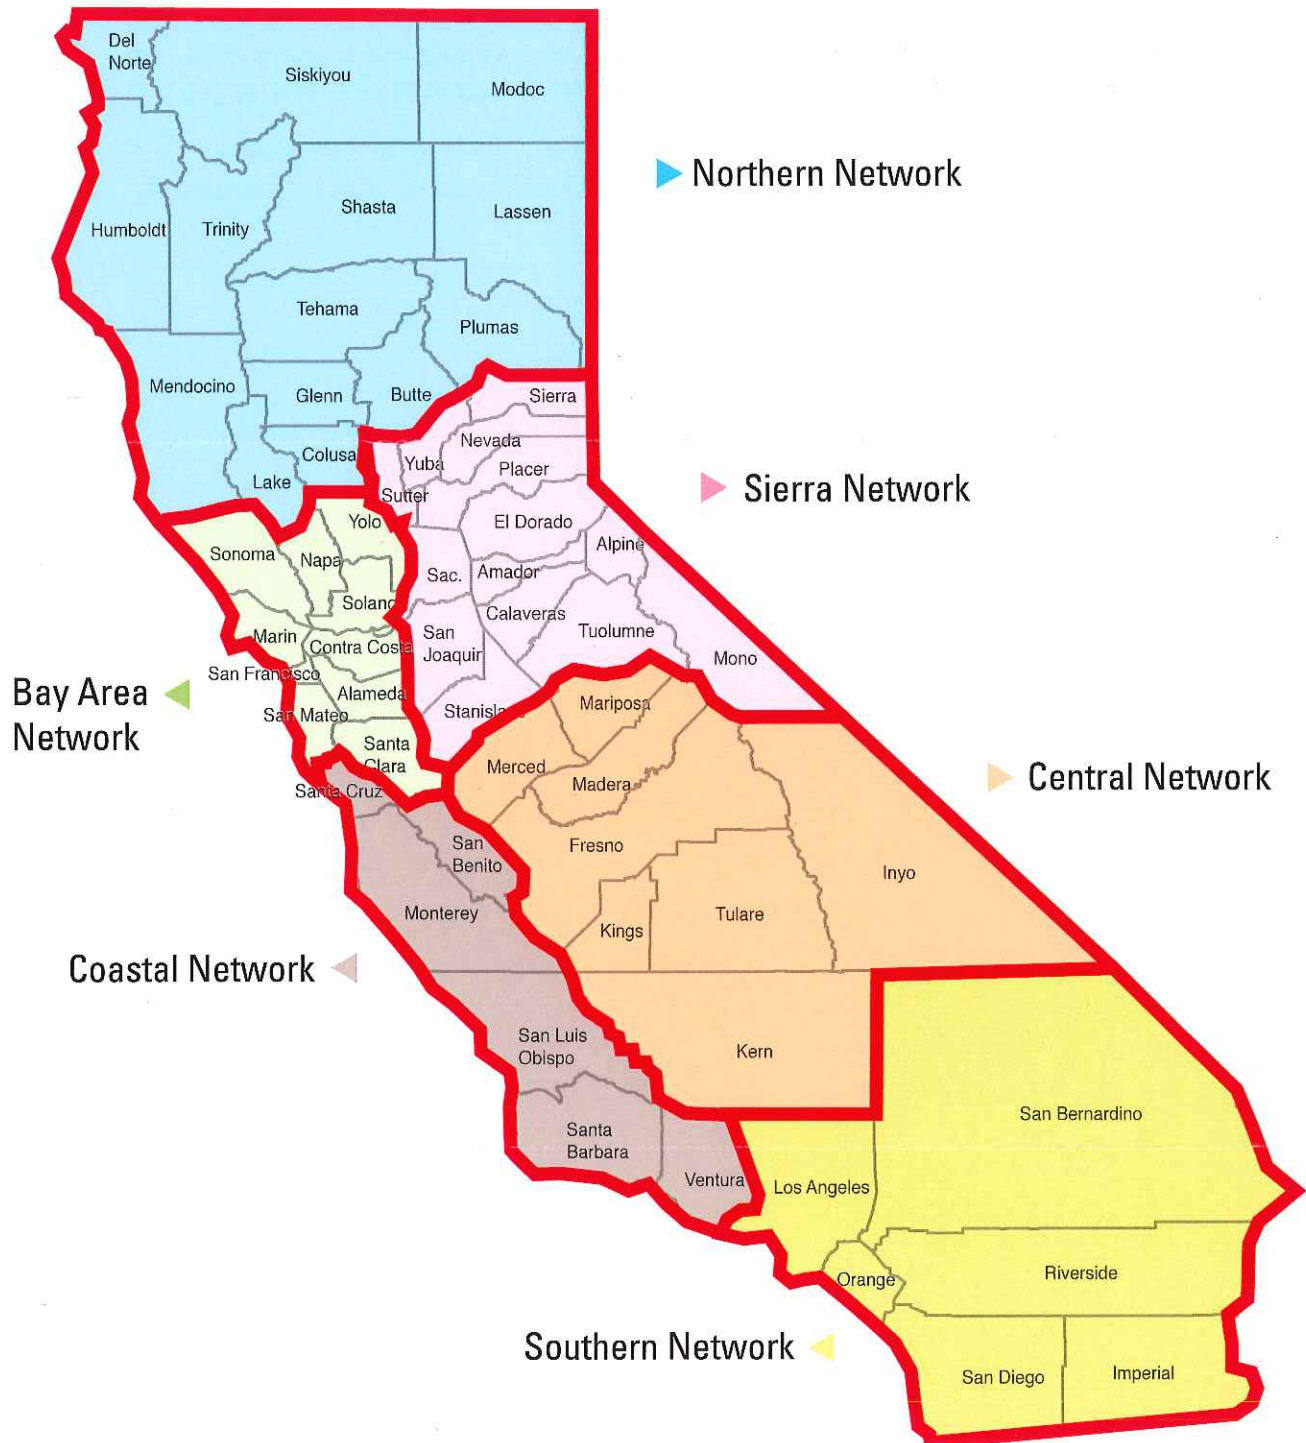 Del
Norte
Siskiyou
Modoc
Northern Network
Humboldt
Trinity
Shasta
Lassen
Tehama
Plumas
Mendocino
Glenn
Butte
Sierra
Colusa
Lake
Nevada
Yuba
Placer
Sutter
Sierra Network
Yolo
El Dorado
Sonoma
Napa
Alpine
Sac.
Amador
Solano
Calaveras
Marin
Contra Costa
San
Joaquin
Tuolumne
Mono
San Francisco
Alameda
Bay Area
Network
San Mateo
Stanisla
Mariposa
Santa
Clara
Merced
Madera
Central Network
Santa Cruz
San
Benito
Fresno
Inyo
Monterey
Kings
Tulare
Coastal Network
San Luis
Obispo
Kern
San Bernardino
Santa
Barbara
Ventura
Los Angeles
Orange
Riverside
Southern Network
San Diego
Imperial